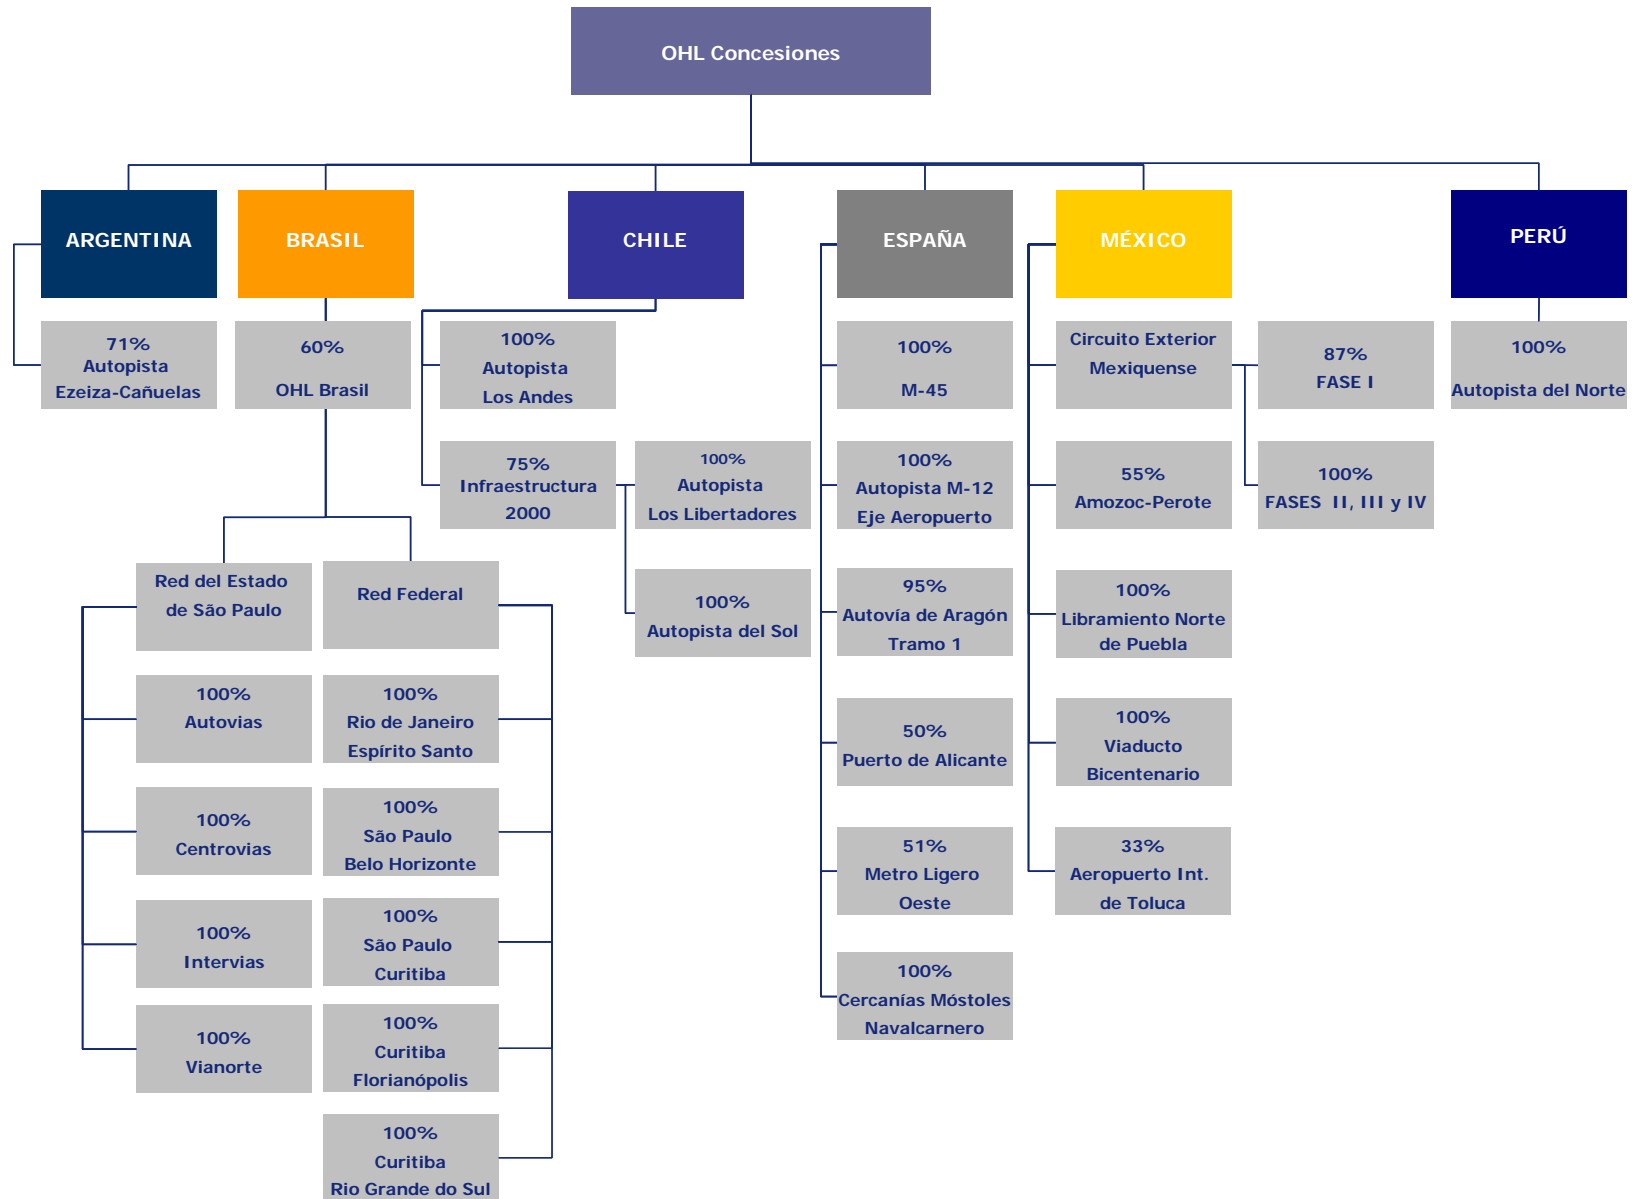 OHL Concesiones
ARGENTINA
71%
Autopista
Ezeiza-Cañuelas
BRASIL
60%
OHL Brasil
Red del Estado
de São Paulo
100%
Autovias
100%
Centrovias
100%
Intervias
100%
Vianorte
Red Federal
100%
Rio de Janeiro
Espírito Santo
100%
São Paulo
Belo Horizonte
100%
São Paulo
Curitiba
100%
Curitiba
Florianópolis
100%
Curitiba
Rio Grande do Sul
CHILE
100%
Autopista
Los Andes
75%
Infraestructura
2000
100%
Autopista
Los Libertadores
100%
Autopista del Sol
ESPAÑA
100%
M-45
100%
Autopista M-12
Eje Aeropuerto
95%
Autovía de Aragón
Tramo 1
50%
Puerto de Alicante
51%
Metro Ligero
Oeste
100%
Cercanías Móstoles
Navalcarnero
MÉXICO
Circuito Exterior
Mexiquense
87%
FASE I
100%
FASES II, III y IV
55%
Amozoc-Perote
100%
Libramiento Norte
de Puebla
100%
Viaducto
Bicentenario
33%
Aeropuerto Int.
de Toluca
PERÚ
100%
Autopista del Norte